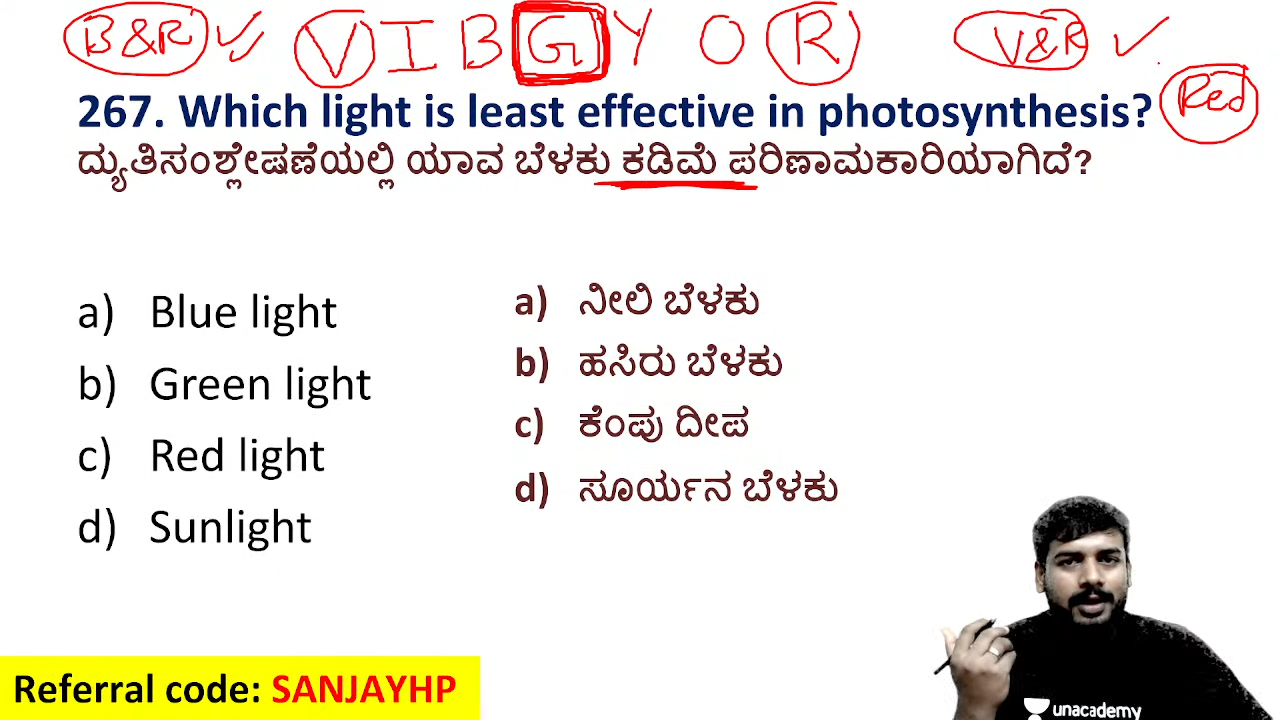 B & R V I B G Y O R V & R
Red
267. Which light is least effective in photosynthesis?
ದ್ಯುತಿಸಂಶ್ಲೇಷಣೆಯಲ್ಲಿ ಯಾವ ಬೆಳಕು ಕಡಿಮೆ ಪರಿಣಾಮಕಾರಿಯಾಗಿದೆ?
a) Blue light
b) Green light
c) Red light
d) Sunlight
a) ನೀಲಿ ಬೆಳಕು
b) ಹಸಿರು ಬೆಳಕು
c) ಕೆಂಪು ದೀಪ
d) ಸೂರ್ಯನ ಬೆಳಕು
Referral code: SANJAYHP
unacademy